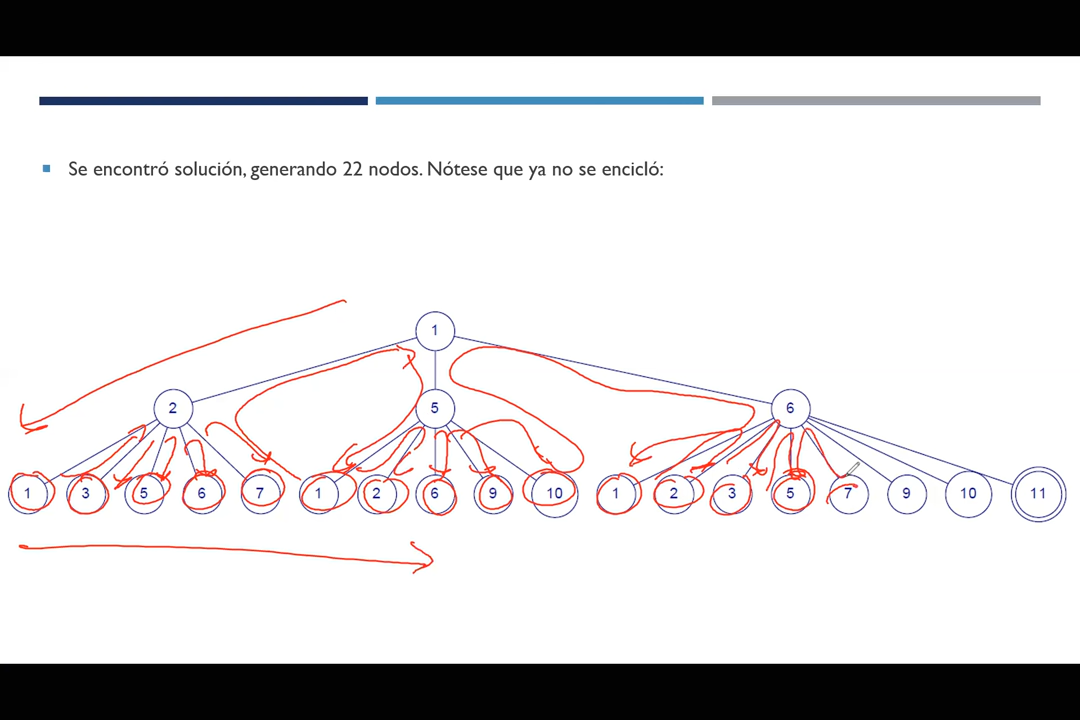 Se encontró solución, generando 22 nodos. Nótese que ya no se encicló:
1
2 5 6
1 3 5 6 7 1 2 6 9 10 1 2 3 5 7 9 10 11